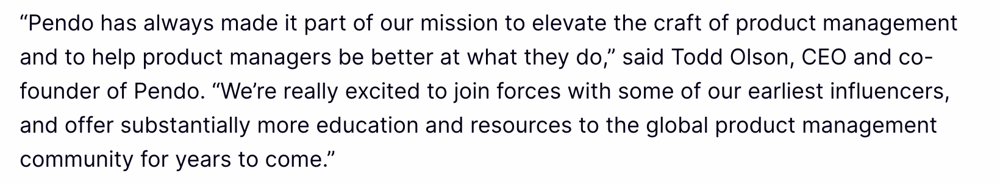 “Pendo has always made it part of our mission to elevate the craft of product management
and to help product managers be better at what they do,” said Todd Olson, CEO and co-
founder of Pendo. “We’re really excited to join forces with some of our earliest influencers,
and offer substantially more education and resources to the global product management
community for years to come.”